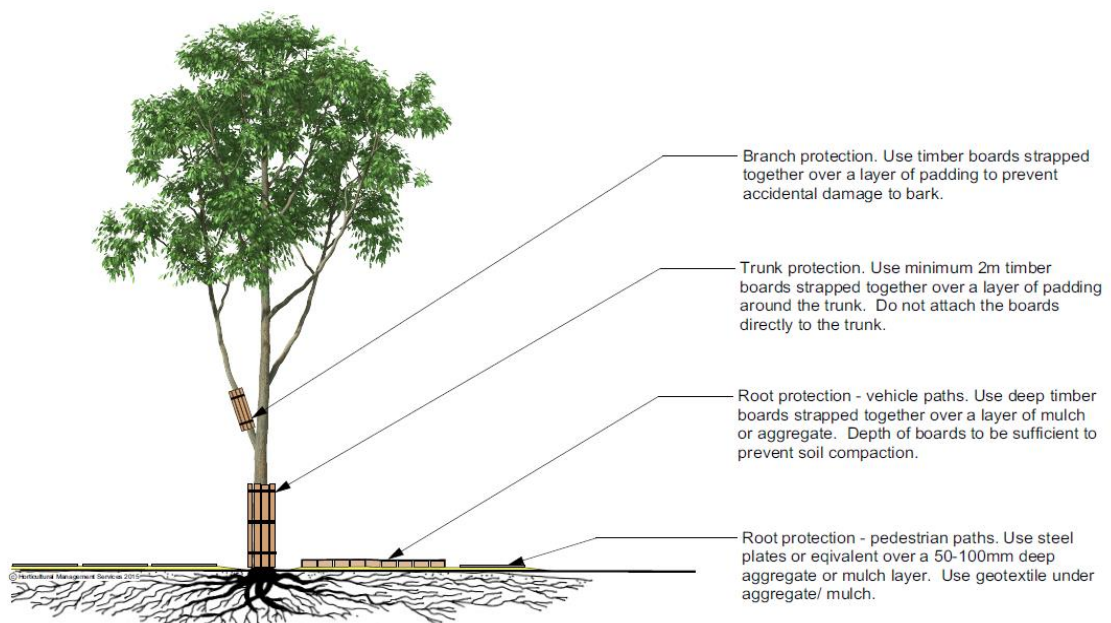 Branch protection. Use timber boards strapped
together over a layer of padding to prevent
accidental damage to bark.
Trunk protection. Use minimum 2m timber
boards strapped together over a layer of padding
around the trunk. Do not attach the boards
directly to the trunk.
Root protection - vehicle paths. Use deep timber
boards strapped together over a layer of mulch
or aggregate. Depth of boards to be sufficient to
prevent soil compaction.
Root protection - pedestrian paths. Use steel
plates or eqivalent over a 50-100mm deep
aggregate or mulch layer. Use geotextile under
aggregate/ mulch.
© Horticultural Management Services 2015